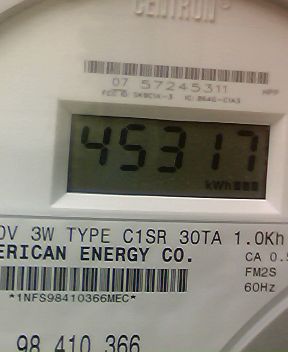 CENTRON®
07 57245311
45317
kWh
0V 3W TYPE C1SR 30TA 1.0Kh
ERICAN ENERGY CO.
CA 0.5
FM2S
60Hz
*1NFS98410366MEC*
98 410 366